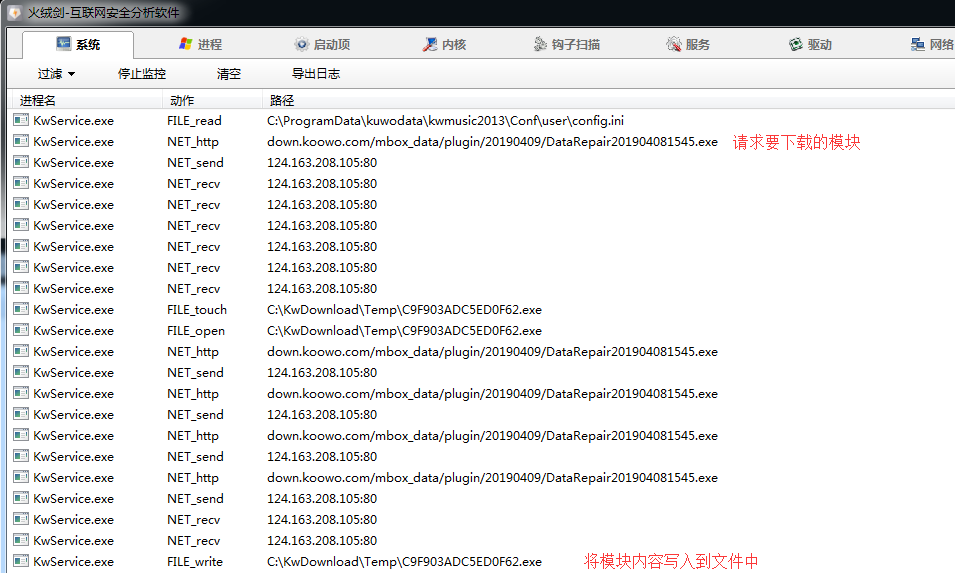 火绒剑-互联网安全分析软件
系统 进程 启动项 内核 钩子扫描 服务 驱动 网络
过滤 停止监控 清空 导出日志
进程名 动作 路径
KwService.exe FILE_read C:\ProgramData\kuwodata\kwmusic2013\Conf\user\config.ini
KwService.exe NET_http down.koowo.com/mbox_data/plugin/20190409/DataRepair201904081545.exe 请求要下载的模块
KwService.exe NET_send 124.163.208.105:80
KwService.exe NET_recv 124.163.208.105:80
KwService.exe NET_recv 124.163.208.105:80
KwService.exe NET_recv 124.163.208.105:80
KwService.exe NET_recv 124.163.208.105:80
KwService.exe NET_recv 124.163.208.105:80
KwService.exe NET_recv 124.163.208.105:80
KwService.exe FILE_touch C:\KwDownload\Temp\C9F903ADC5ED0F62.exe
KwService.exe FILE_open C:\KwDownload\Temp\C9F903ADC5ED0F62.exe
KwService.exe NET_http down.koowo.com/mbox_data/plugin/20190409/DataRepair201904081545.exe
KwService.exe NET_send 124.163.208.105:80
KwService.exe NET_http down.koowo.com/mbox_data/plugin/20190409/DataRepair201904081545.exe
KwService.exe NET_send 124.163.208.105:80
KwService.exe NET_http down.koowo.com/mbox_data/plugin/20190409/DataRepair201904081545.exe
KwService.exe NET_send 124.163.208.105:80
KwService.exe NET_http down.koowo.com/mbox_data/plugin/20190409/DataRepair201904081545.exe
KwService.exe NET_send 124.163.208.105:80
KwService.exe NET_recv 124.163.208.105:80
KwService.exe NET_recv 124.163.208.105:80
KwService.exe FILE_write C:\KwDownload\Temp\C9F903ADC5ED0F62.exe 将模块内容写入到文件中